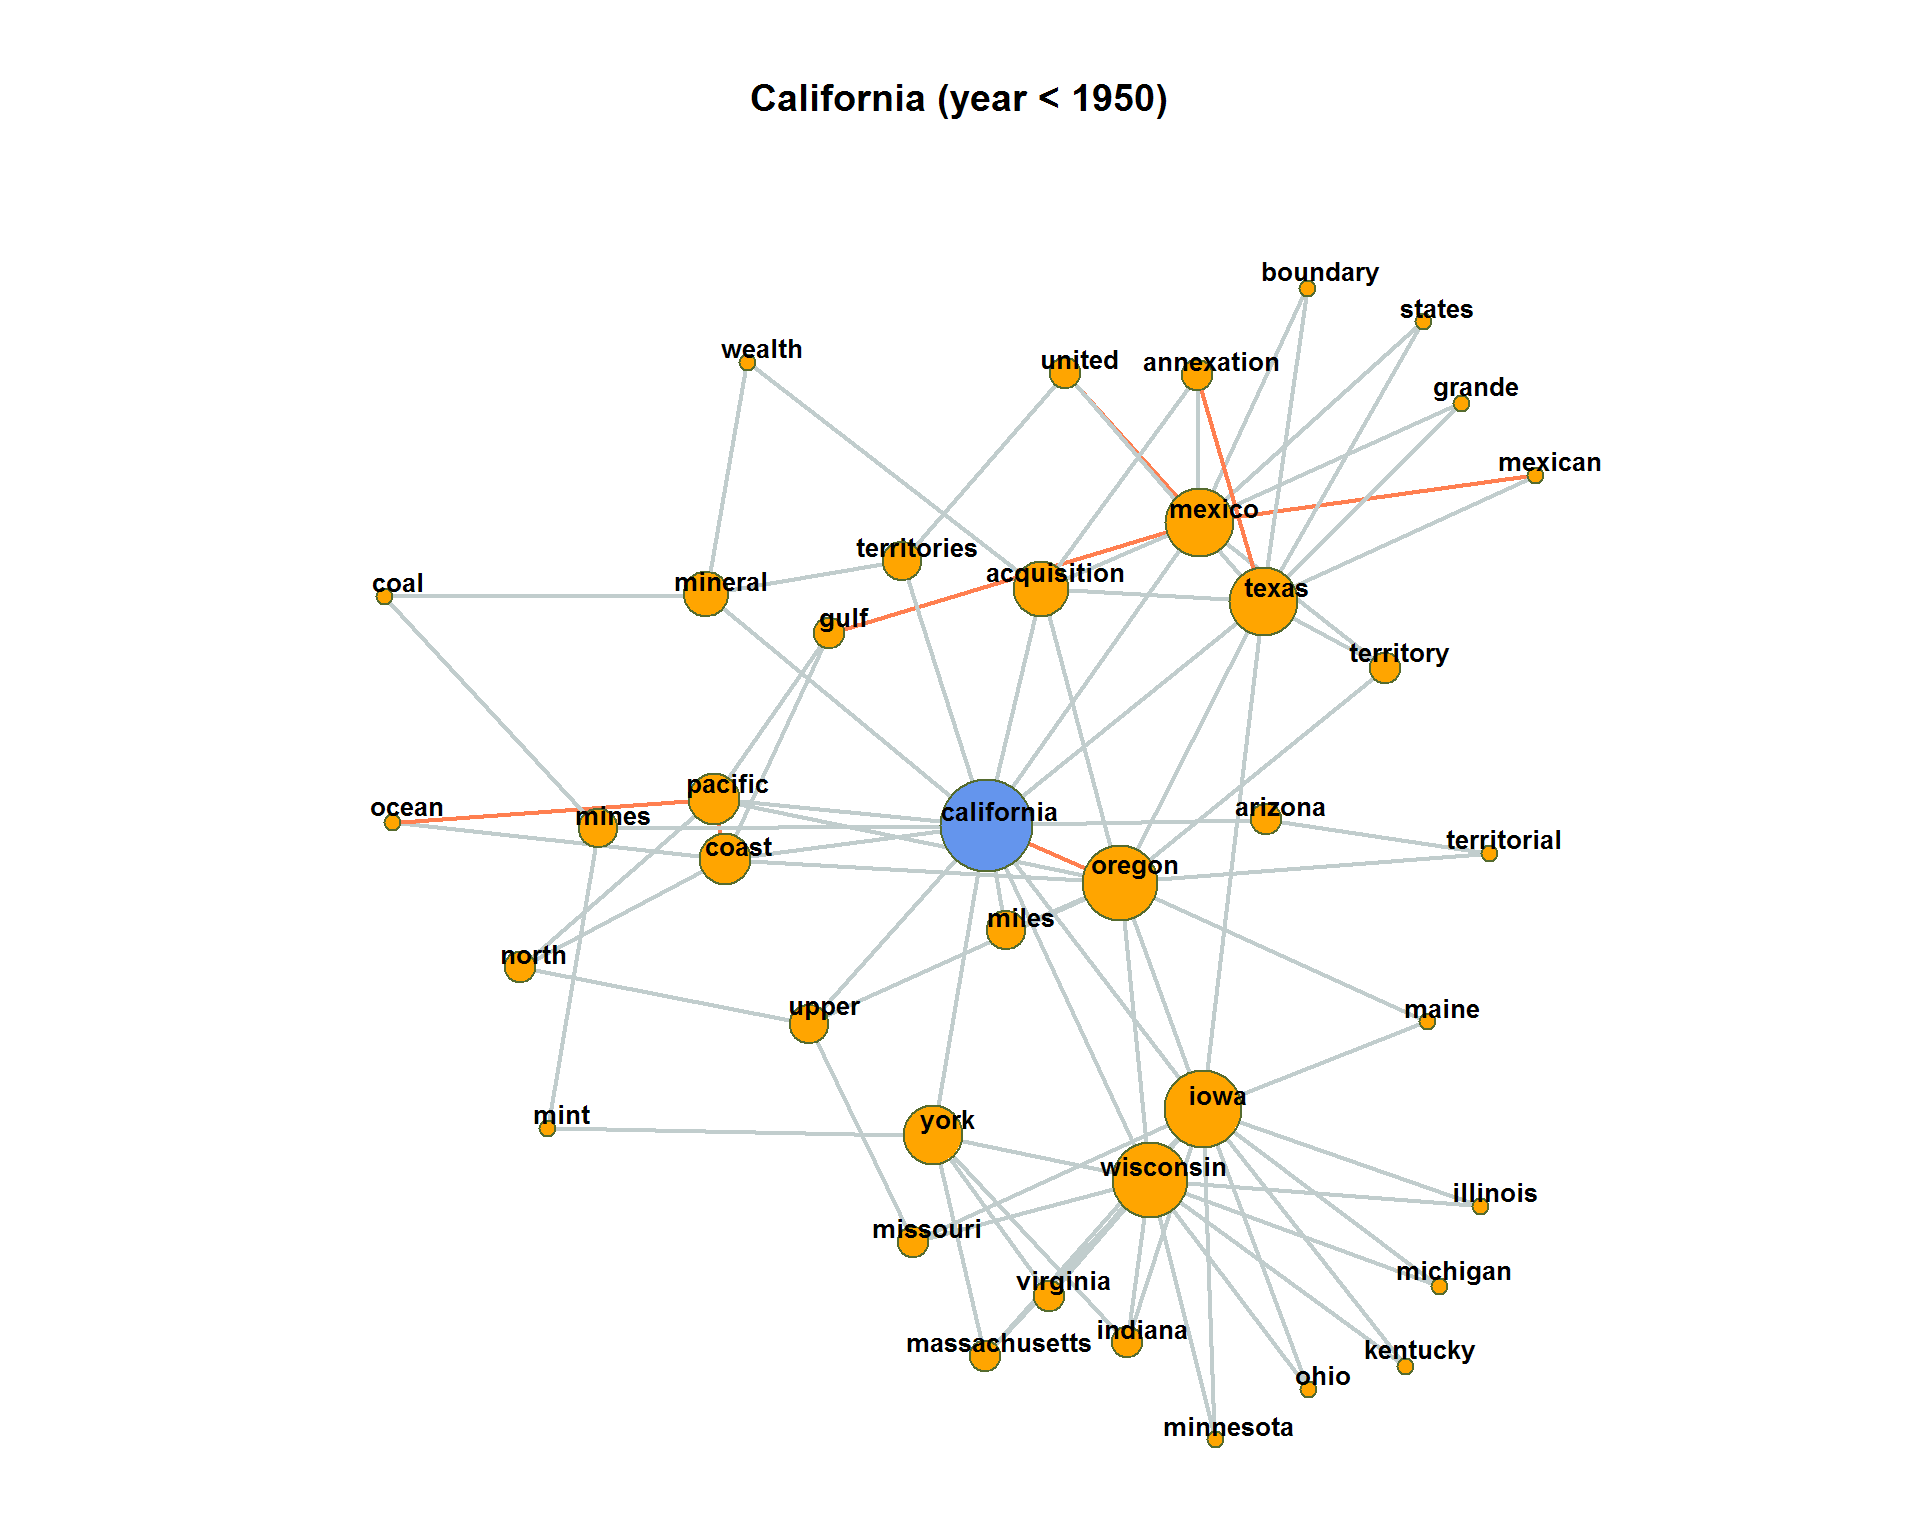 California (year < 1950)
boundary
states
wealth
united
annexation
grande
mexican
mexico
territories
acquisition
coal
mineral
texas
gulf
territory
pacific
ocean
mines
california
arizona
coast
territorial
oregon
miles
north
upper
maine
iowa
mint
york
wisconsin
illinois
missouri
virginia
michigan
indiana
massachusetts
kentucky
ohio
minnesota